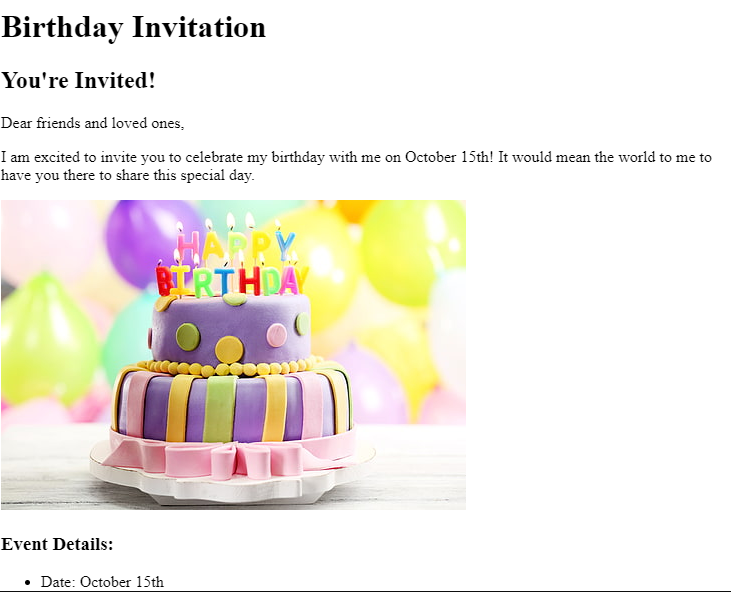 Birthday Invitation
You're Invited!
Dear friends and loved ones,
I am excited to invite you to celebrate my birthday with me on October 15th! It would mean the world to me to
have you there to share this special day.
HAPPY
BIRTHDAY
Event Details:
• Date: October 15th